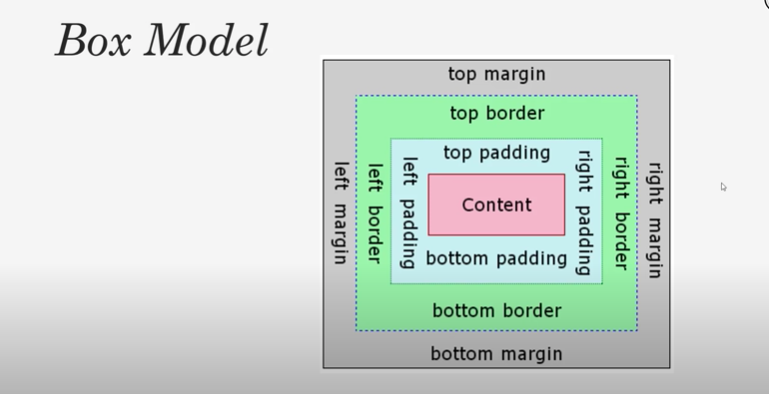 Box Model
top margin
top border
top padding
left margin
left border
left padding
Content
right padding
right border
right margin
bottom padding
bottom border
bottom margin